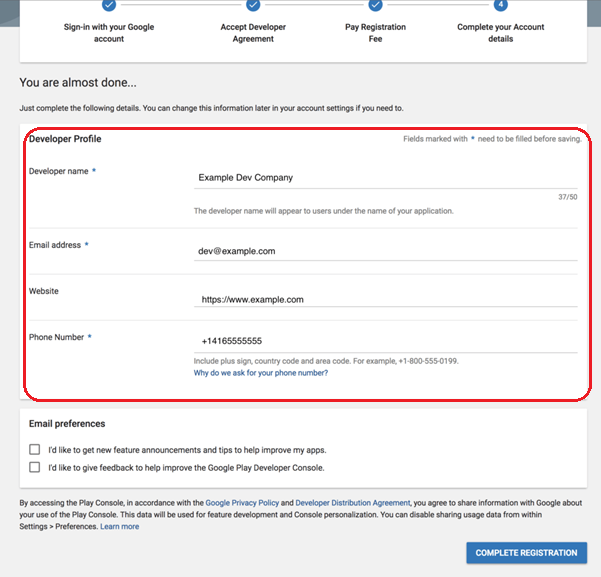 4
Sign-in with your Google
account
Accept Developer
Agreement
Pay Registration
Fee
Complete your Account
details
You are almost done...
Just complete the following details. You can change this information later in your account settings if you need to.
Developer Profile
Fields marked with * need to be filled before saving.
Developer name *
Example Dev Company
37/50
The developer name will appear to users under the name of your application.
Email address *
dev@example.com
Website
https://www.example.com
Phone Number *
+14165555555
Include plus sign, country code and area code. For example, +1-800-555-0199.
Why do we ask for your phone number?
Email preferences
I'd like to get new feature announcements and tips to help improve my apps.
I'd like to give feedback to help improve the Google Play Developer Console.
By accessing the Play Console, in accordance with the Google Privacy Policy and Developer Distribution Agreement, you agree to share information with Google about
your use of the Play Console. This data will be used for feature development and Console personalization. You can disable sharing usage data from within
Settings > Preferences. Learn more
COMPLETE REGISTRATION